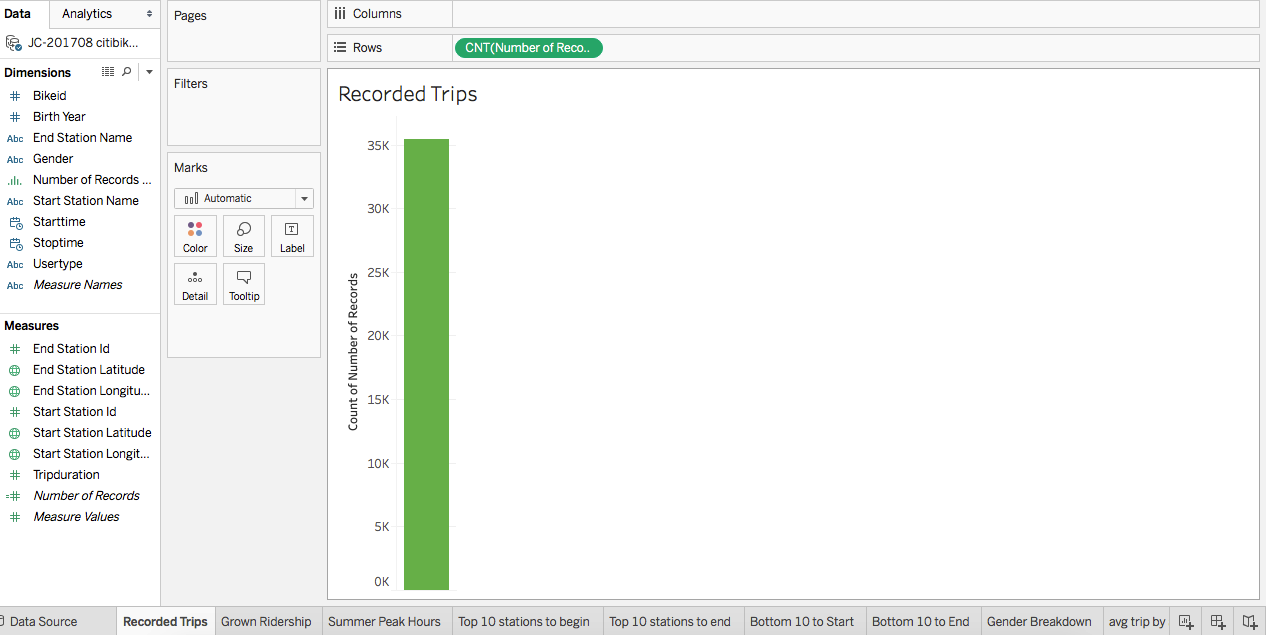 Data
Analytics
JC-201708 citibik...
Dimensions
Bikeid
Birth Year
Abc End Station Name
Abc Gender
Number of Records ...
Abc Start Station Name
Starttime
Stoptime
Abc Usertype
Abc Measure Names
Measures
End Station Id
End Station Latitude
End Station Longitu...
Start Station Id
Start Station Latitude
Start Station Longit...
Tripduration
=# Number of Records
Measure Values
Pages
Filters
Marks
Automatic
Color
Size
T
Label
Detail
Tooltip
Columns
Rows
CNT(Number of Reco..
Recorded Trips
Count of Number of Records
35K
30K
25K
20K
15K
10K
5K
0K
Data Source
Recorded Trips
Grown Ridership
Summer Peak Hours
Top 10 stations to begin
Top 10 stations to end
Bottom 10 to Start
Bottom 10 to End
Gender Breakdown
avg trip by